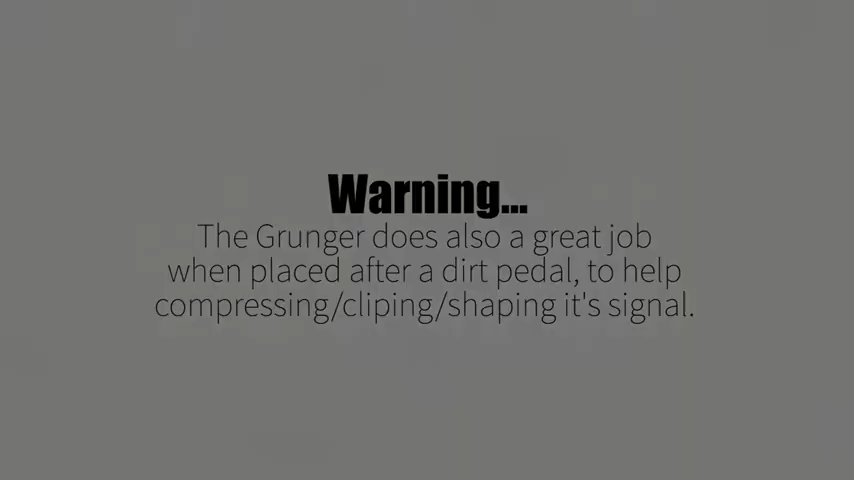 Warning...
The Grunger does also a great job
when placed after a dirt pedal, to help
compressing/cliping/shaping it's signal.